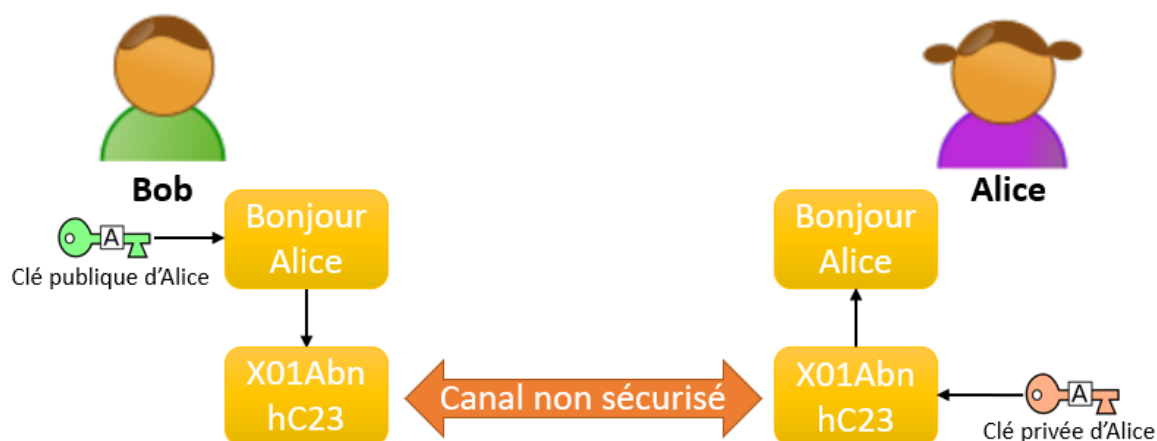 Bob
Alice
Bonjour
Alice
Bonjour
Alice
A
Clé publique d'Alice
X01Abn
hC23
Canal non sécurisé
X01Abn
hC23
A
Clé privée d'Alice